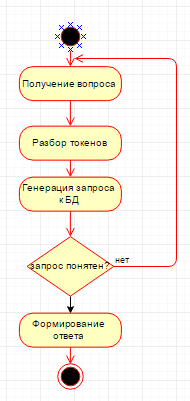 Получение вопроса
Разбор токенов
Генерация запроса
к БД
запрос понятен?
нет
Формирование
ответа